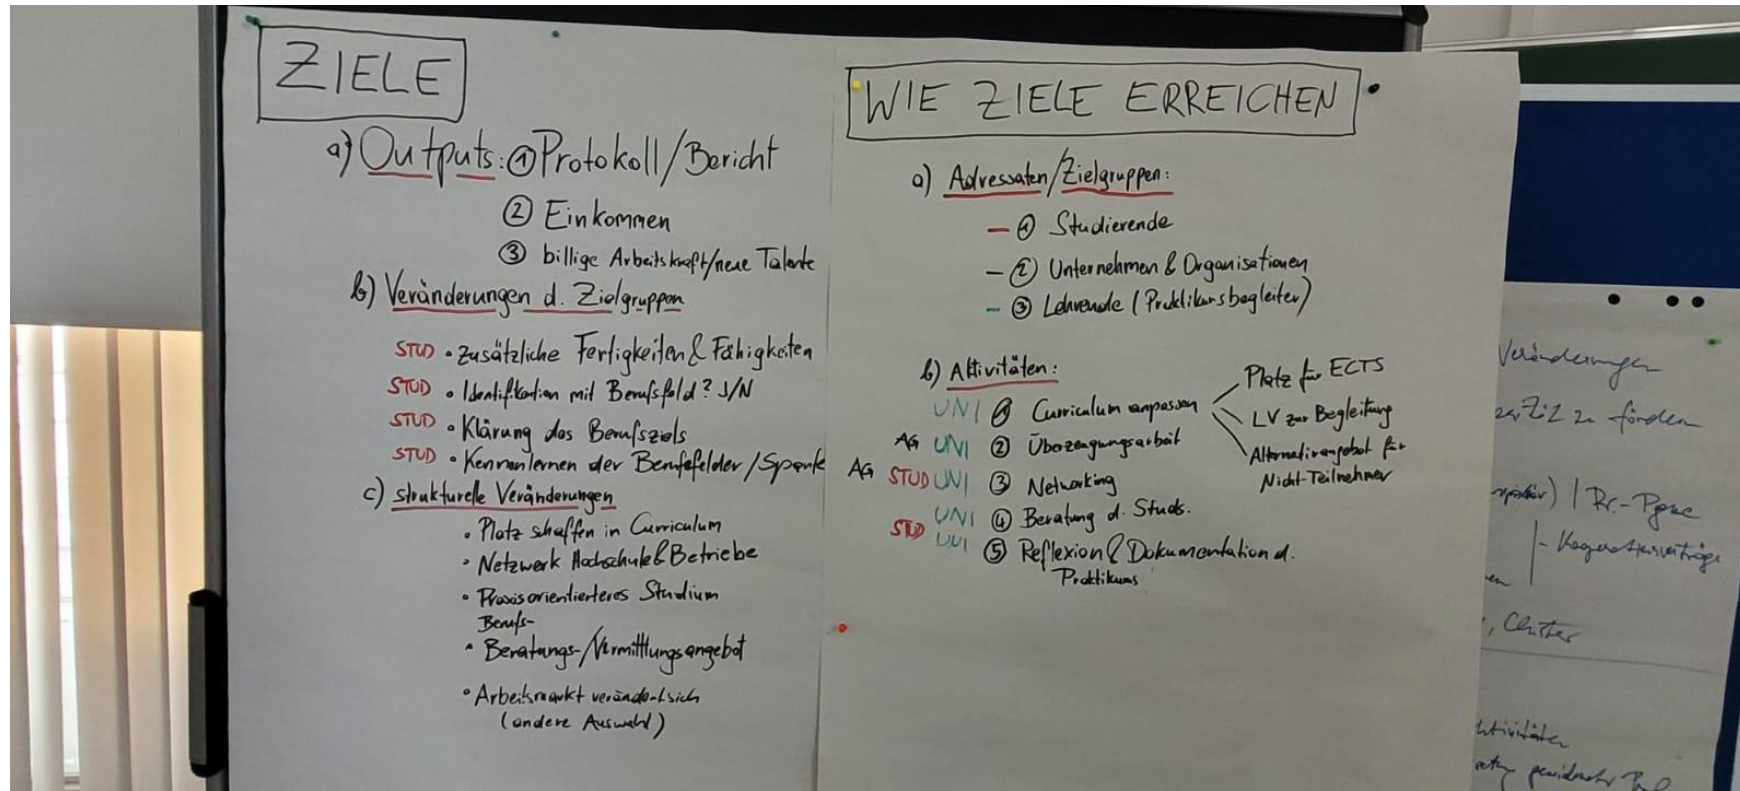 ZIELE
a) Outputs: ① Protokoll/Bericht
② Einkommen
③ billige Arbeitskraft/neue Talente
b) Veränderungen d. Zielgruppen
STUD • zusätzliche Fertigkeiten & Fähigkeiten
STUD • Identifikation mit Berufsfeld? J/N
STUD • Klärung des Berufsziels
STUD • Kennenlernen der Berufsfelder/
c) strukturelle Veränderungen
• Platz schaffen in Curriculum
• Netzwerk Hochschule & Betriebe
• Praxisorientierteres Studium
Berufs-
• Beratungs-/Vermittlungsangebot
• Arbeitsmarkt verändert sich
(andere Auswahl)
WIE ZIELE ERREICHEN
a) Adressaten/Zielgruppen:
– ① Studierende
– ② Unternehmen & Organisationen
– ③ Lehrende (Praktikumsbegleiter)
b) Aktivitäten:
UNI ① Curriculum anpassen
Platz für ECTS
LV zur Begleitung
Alternativangebot für
Nicht-Teilnehmer
AG UNI ② Überzeugungsarbeit
AG STUD UNI ③ Networking
UNI ④ Beratung d. Studs.
STUD UNI ⑤ Reflexion & Dokumentation d.
Praktikums
Veränderungen
zu fördern
- Kooperationsverträge
, Cluster